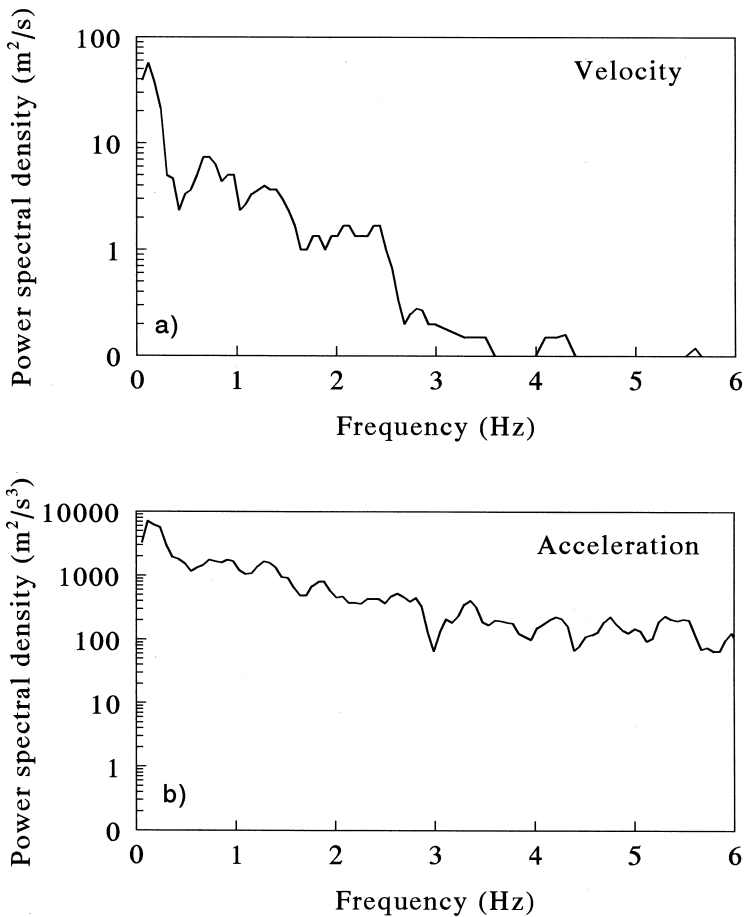 Power spectral density (m²/s)
100
10
1
0
Velocity
a)
0 1 2 3 4 5 6
Frequency (Hz)
Power spectral density (m²/s³)
10000
1000
100
10
1
0
Acceleration
b)
0 1 2 3 4 5 6
Frequency (Hz)